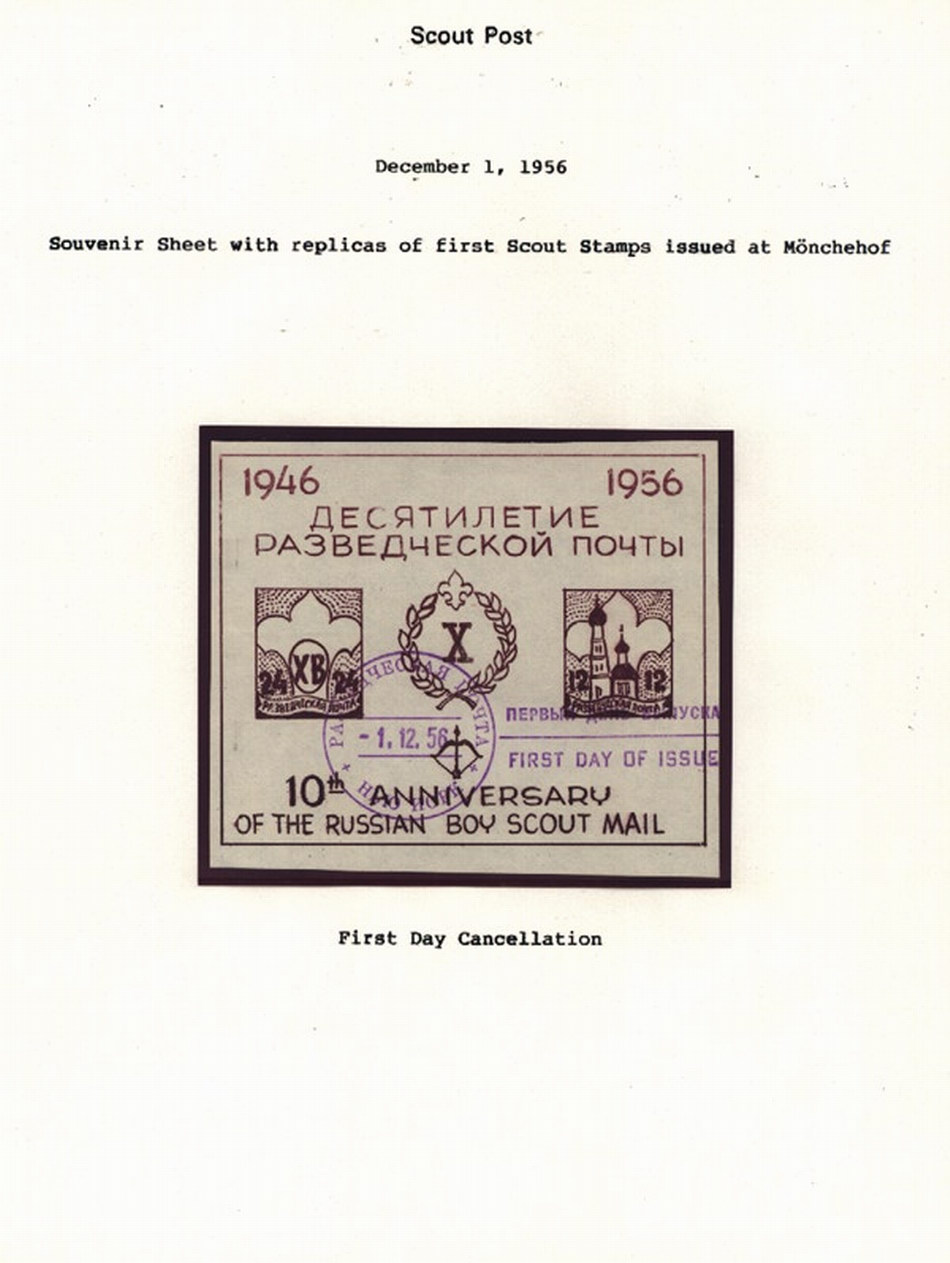 Scout Post
December 1, 1956
Souvenir Sheet with replicas of first Scout Stamps issued at Mönchehof
1946 1956
ДЕСЯТИЛЕТИЕ
РАЗВЕДЧЕСКОЙ ПОЧТЫ
X
ХВ
24 24
12 12
ПОЧТА
-1.12.56
ПЕРВЫЙ ДЕНЬ ВЫПУСКА
FIRST DAY OF ISSUE
10th ANNIVERSARY
OF THE RUSSIAN BOY SCOUT MAIL
First Day Cancellation